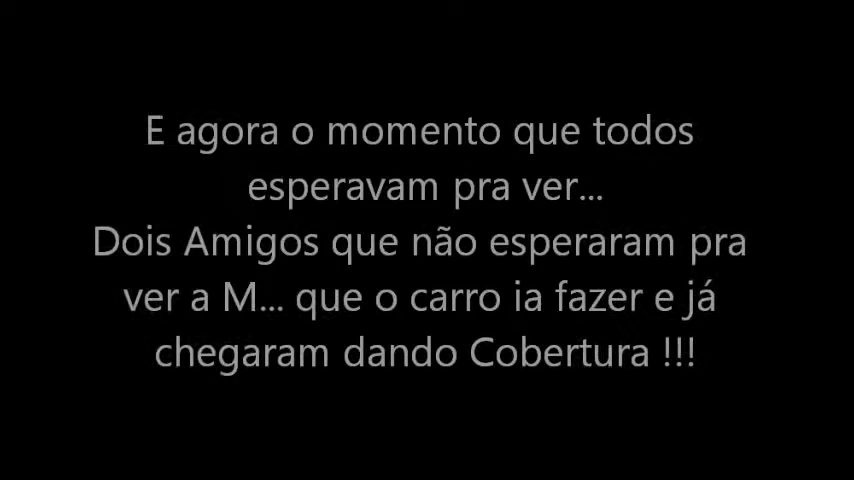 E agora o momento que todos
esperavam pra ver...
Dois Amigos que não esperaram pra
ver a M... que o carro ia fazer e já
chegaram dando Cobertura !!!